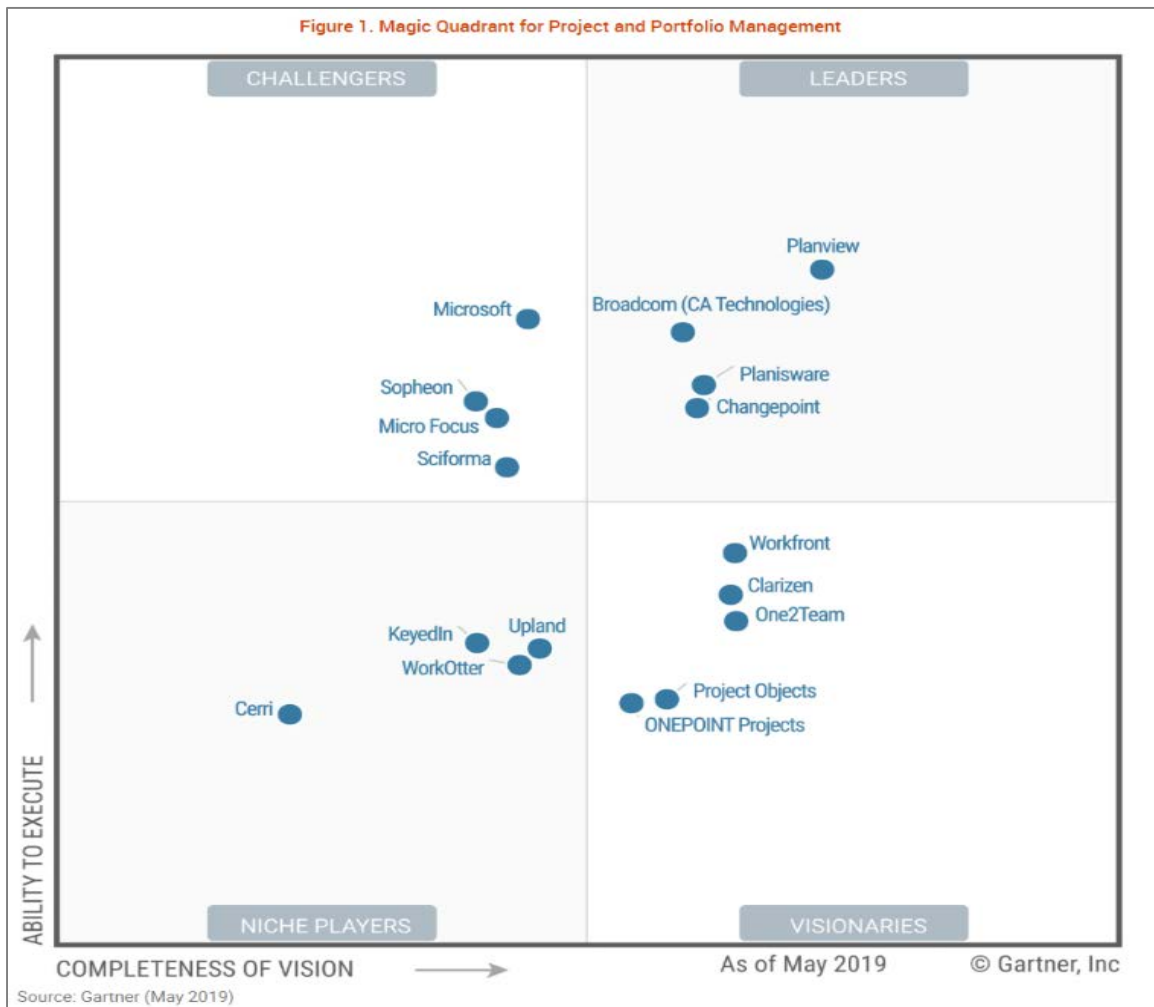 Figure 1. Magic Quadrant for Project and Portfolio Management
CHALLENGERS
LEADERS
Planview
Microsoft
Broadcom (CA Technologies)
Sopheon
Planisware
Micro Focus
Changepoint
Sciforma
Workfront
Clarizen
One2Team
KeyedIn
Upland
WorkOtter
Cerri
Project Objects
ONEPOINT Projects
ABILITY TO EXECUTE
NICHE PLAYERS
VISIONARIES
COMPLETENESS OF VISION
As of May 2019
© Gartner, Inc
Source: Gartner (May 2019)